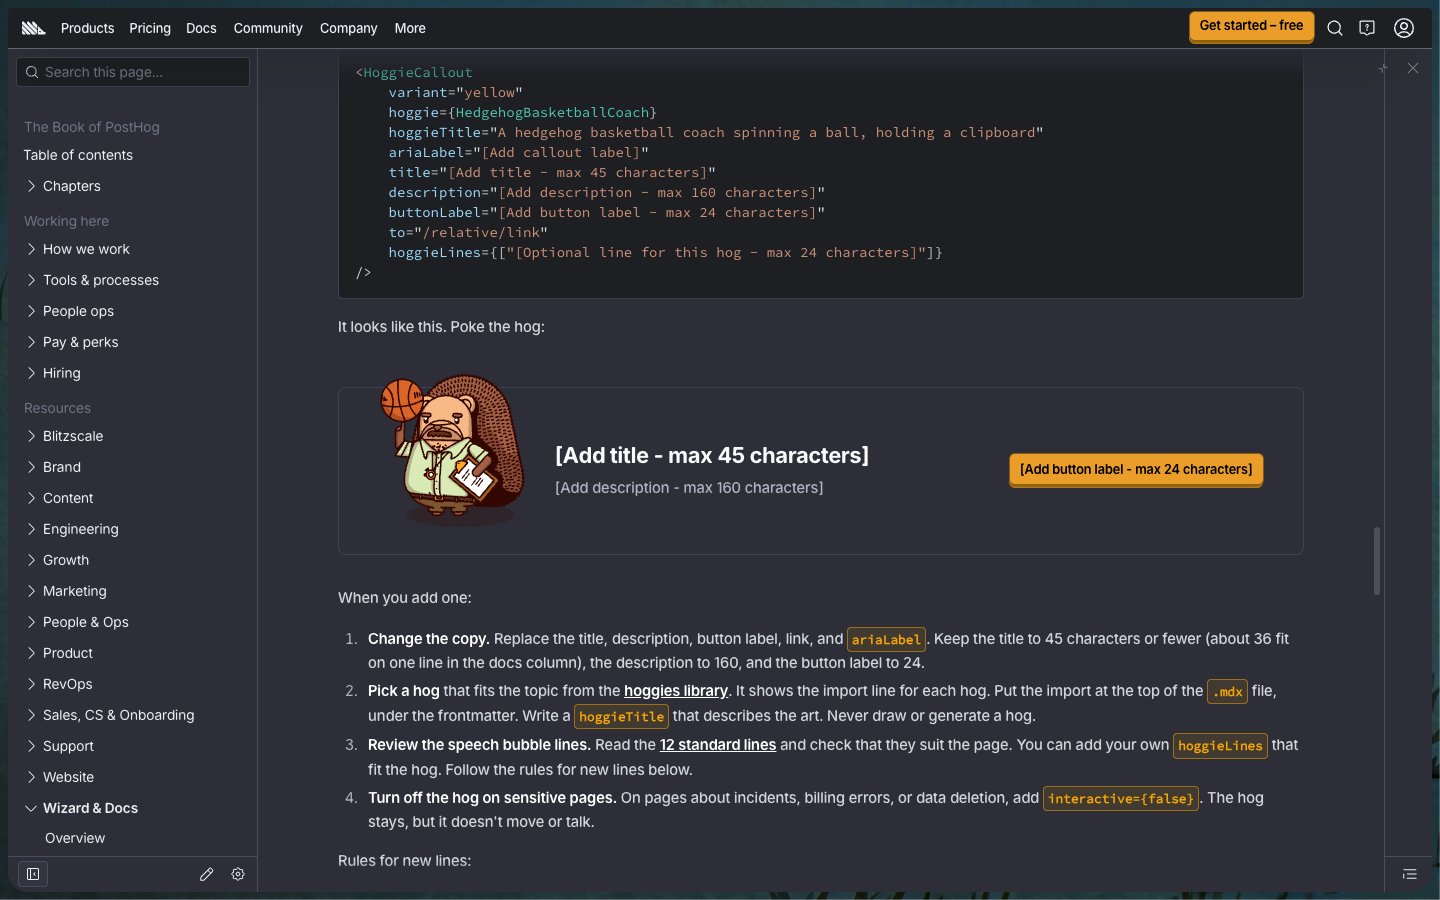 Products Pricing Docs Community Company More
Get started – free
Search this page...
The Book of PostHog
Table of contents
Chapters
Working here
How we work
Tools & processes
People ops
Pay & perks
Hiring
Resources
Blitzscale
Brand
Content
Engineering
Growth
Marketing
People & Ops
Product
RevOps
Sales, CS & Onboarding
Support
Website
Wizard & Docs
Overview
<HoggieCallout
variant="yellow"
hoggie={HedgehogBasketballCoach}
hoggieTitle="A hedgehog basketball coach spinning a ball, holding a clipboard"
ariaLabel="[Add callout label]"
title="[Add title - max 45 characters]"
description="[Add description - max 160 characters]"
buttonLabel="[Add button label - max 24 characters]"
to="/relative/link"
hoggieLines={["[Optional line for this hog - max 24 characters]"]}
/>
It looks like this. Poke the hog:
[Add title - max 45 characters]
[Add description - max 160 characters]
[Add button label - max 24 characters]
When you add one:
1. Change the copy. Replace the title, description, button label, link, and ariaLabel. Keep the title to 45 characters or fewer (about 36 fit
on one line in the docs column), the description to 160, and the button label to 24.
2. Pick a hog that fits the topic from the hoggies library. It shows the import line for each hog. Put the import at the top of the .mdx file,
under the frontmatter. Write a hoggieTitle that describes the art. Never draw or generate a hog.
3. Review the speech bubble lines. Read the 12 standard lines and check that they suit the page. You can add your own hoggieLines that
fit the hog. Follow the rules for new lines below.
4. Turn off the hog on sensitive pages. On pages about incidents, billing errors, or data deletion, add interactive={false}. The hog
stays, but it doesn't move or talk.
Rules for new lines: